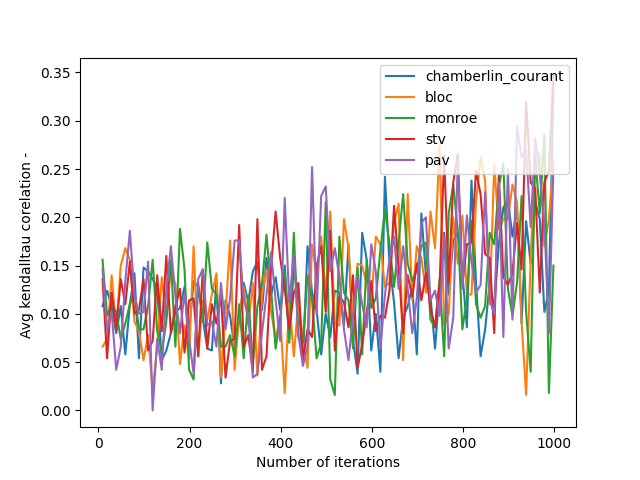 chamberlin_courant
bloc
monroe
stv
pav
0.35
0.30
0.25
0.20
0.15
0.10
0.05
0.00
Avg kendalltau corelation -
0
200
400
600
800
1000
Number of iterations